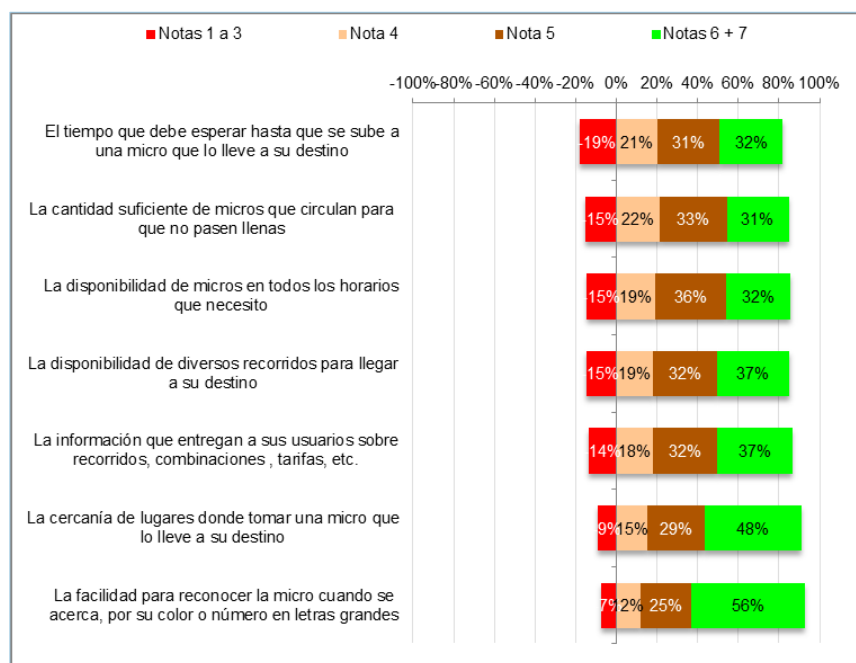 Notas 1 a 3 Nota 4 Nota 5 Notas 6 + 7
-100% -80% -60% -40% -20% 0% 20% 40% 60% 80% 100%
El tiempo que debe esperar hasta que se sube a
una micro que lo lleve a su destino
-19% 21% 31% 32%
La cantidad suficiente de micros que circulan para
que no pasen llenas
-15% 22% 33% 31%
La disponibilidad de micros en todos los horarios
que necesito
-15% 19% 36% 32%
La disponibilidad de diversos recorridos para llegar
a su destino
-15% 19% 32% 37%
La información que entregan a sus usuarios sobre
recorridos, combinaciones , tarifas, etc.
-14% 18% 32% 37%
La cercanía de lugares donde tomar una micro que
lo lleve a su destino
-9% 15% 29% 48%
La facilidad para reconocer la micro cuando se
acerca, por su color o número en letras grandes
-7% 12% 25% 56%